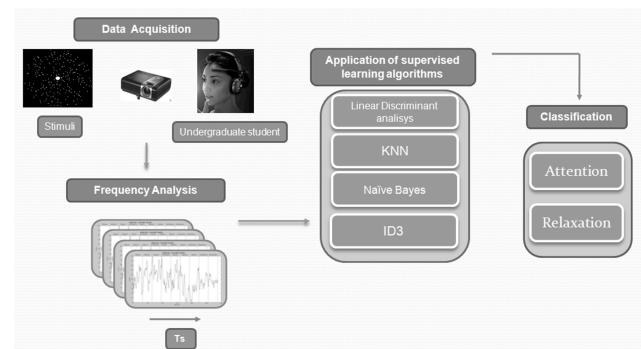 Data Acquisition
Stimuli
Undergraduate student
Frequency Analysis
Ts
Application of supervised
learning algorithms
Linear Discriminant
analisys
KNN
Naïve Bayes
ID3
Classification
Attention
Relaxation